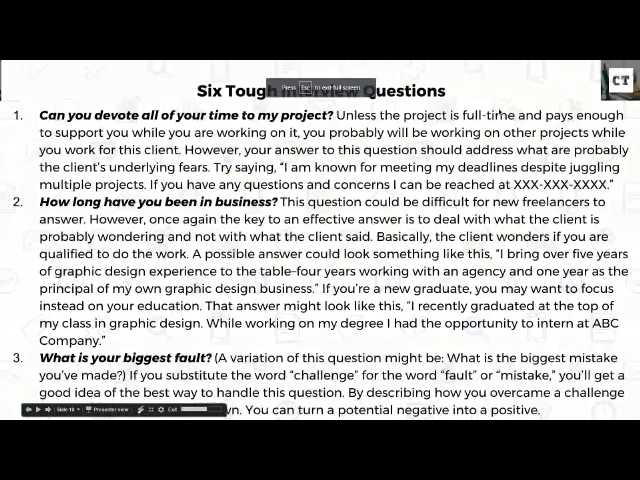 Press Esc to exit full screen
CT
Six Tough Questions
1. Can you devote all of your time to my project? Unless the project is full-time and pays enough
to support you while you are working on it, you probably will be working on other projects while
you work for this client. However, your answer to this question should address what are probably
the client's underlying fears. Try saying, "I am known for meeting my deadlines despite juggling
multiple projects. If you have any questions and concerns I can be reached at XXX-XXX-XXXX."
2. How long have you been in business? This question could be difficult for new freelancers to
answer. However, once again the key to an effective answer is to deal with what the client is
probably wondering and not with what the client said. Basically, the client wonders if you are
qualified to do the work. A possible answer could look something like this, "I bring over five years
of graphic design experience to the table-four years working with an agency and one year as the
principal of my own graphic design business." If you're a new graduate, you may want to focus
instead on your education. That answer might look like this, "I recently graduated at the top of
my class in graphic design. While working on my degree I had the opportunity to intern at ABC
Company."
3. What is your biggest fault? (A variation of this question might be: What is the biggest mistake
you've made?) If you substitute the word "challenge" for the word "fault" or "mistake," you'll get a
good idea of the best way to handle this question. By describing how you overcame a challenge
wn. You can turn a potential negative into a positive.
Slide 18 Presenter view Exit